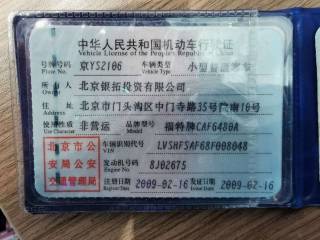 中华人民共和国机动车行驶证
Vehicle License of the People's Republic of China
号牌号码 京YS2106 车辆类型 小型普通客车
Plate No. Vehicle Type
所有人 北京银拓投资有限公司
Owner
住址 北京市门头沟区中门寺路35号院南10号
Address
使用性质 非营运 品牌型号 福特牌CAF6480A
Use Character Model
北京市公安局公安交通管理局
车辆识别代号 LVSHFSAF68F008048
VIN
发动机号码 8J02675
Engine No.
注册日期 2009-02-16 发证日期 2009-02-16
Register Date Issue Date